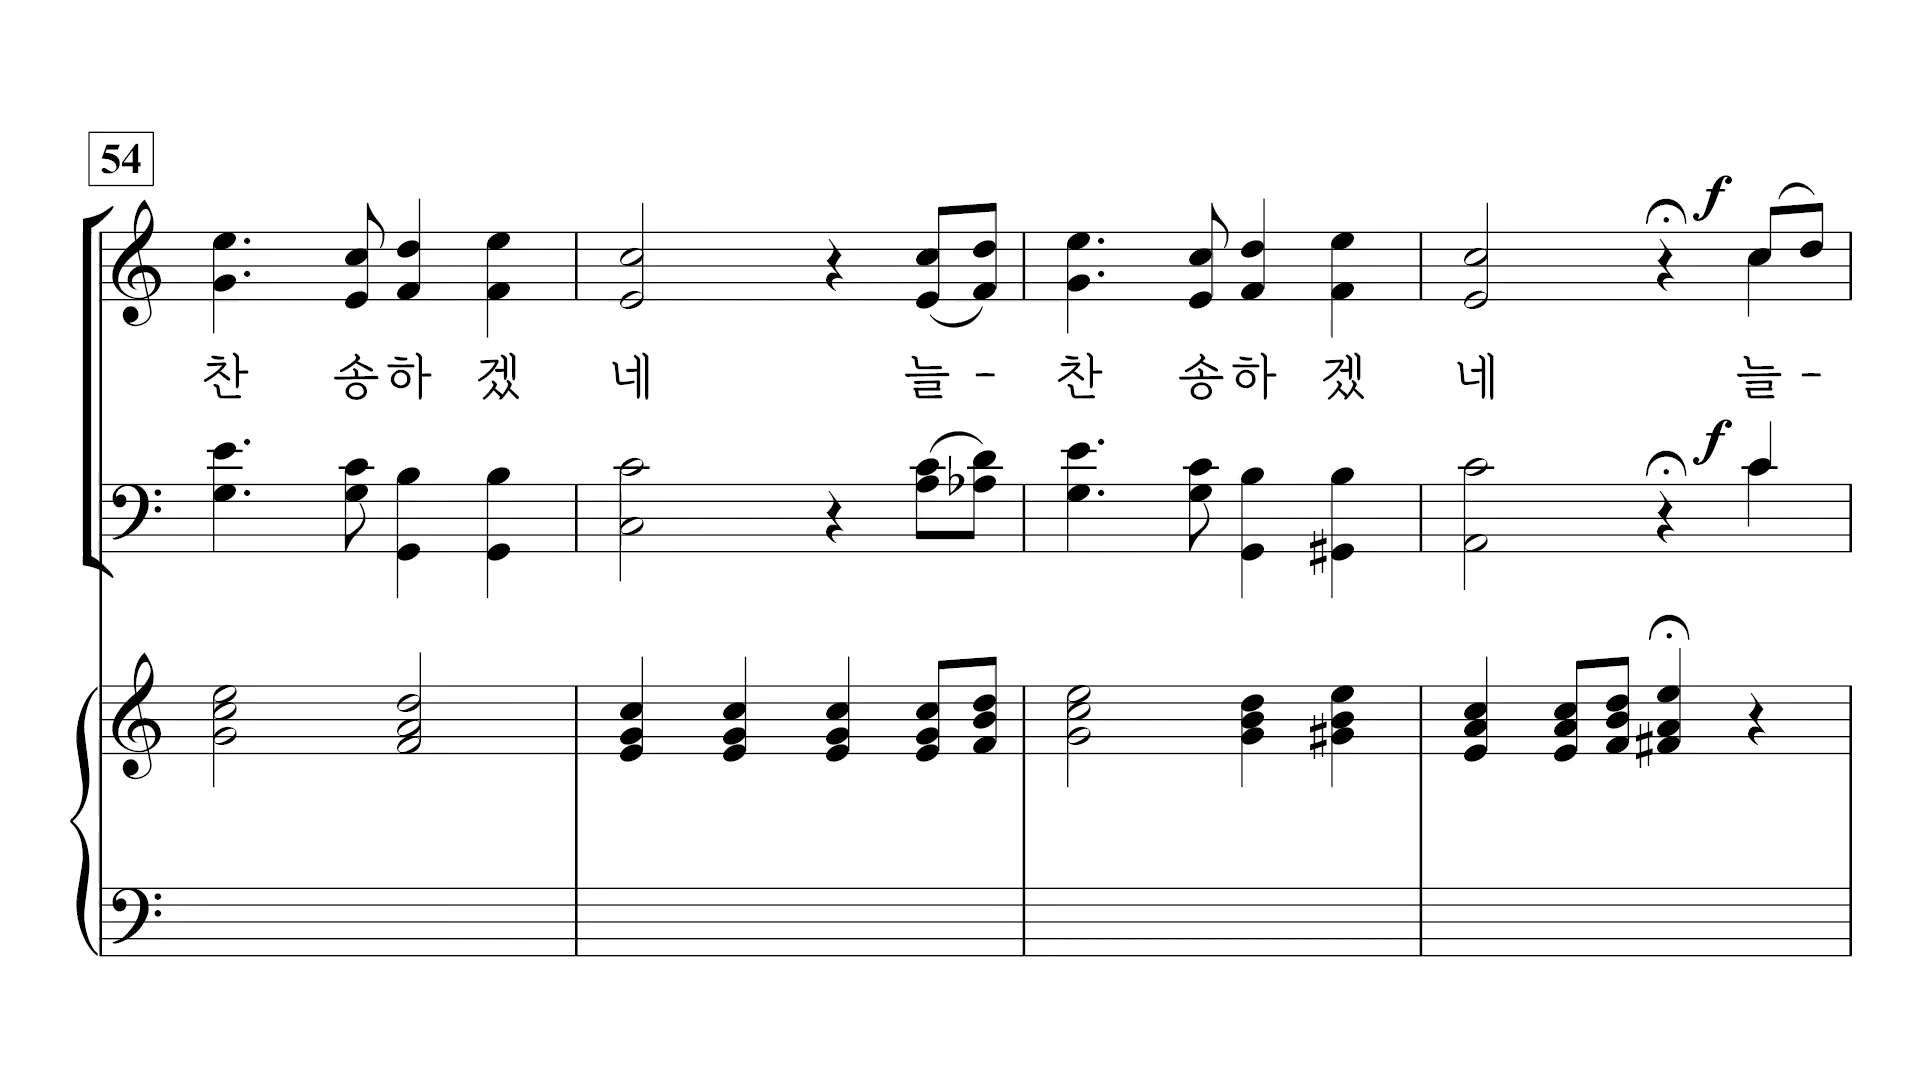 54
f
찬 송하 겠 네 늘 - 찬 송하 겠 네 늘 -
f